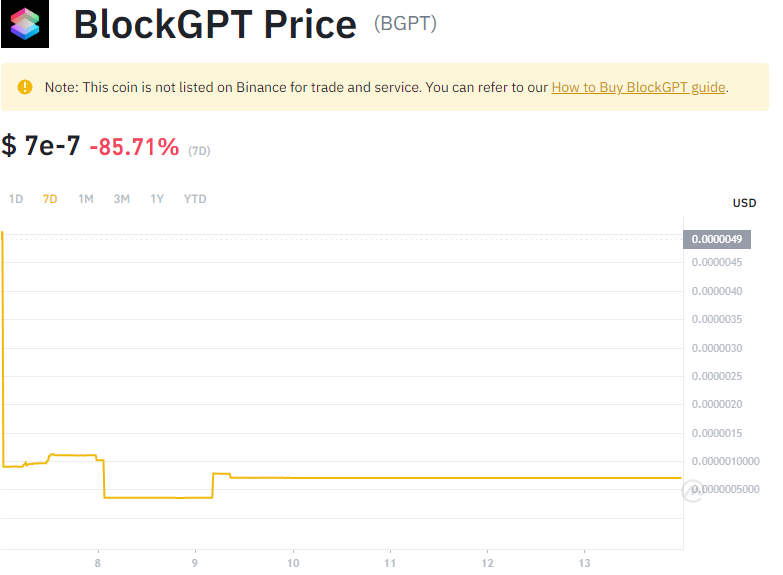 BlockGPT Price (BGPT)
Note: This coin is not listed on Binance for trade and service. You can refer to our How to Buy BlockGPT guide.
$ 7e-7 -85.71% (7D)
1D 7D 1M 3M 1Y YTD
USD
0.0000049
0.0000045
0.0000040
0.0000035
0.0000030
0.0000025
0.0000020
0.0000015
0.0000010000
0.0000005000
8 9 10 11 12 13